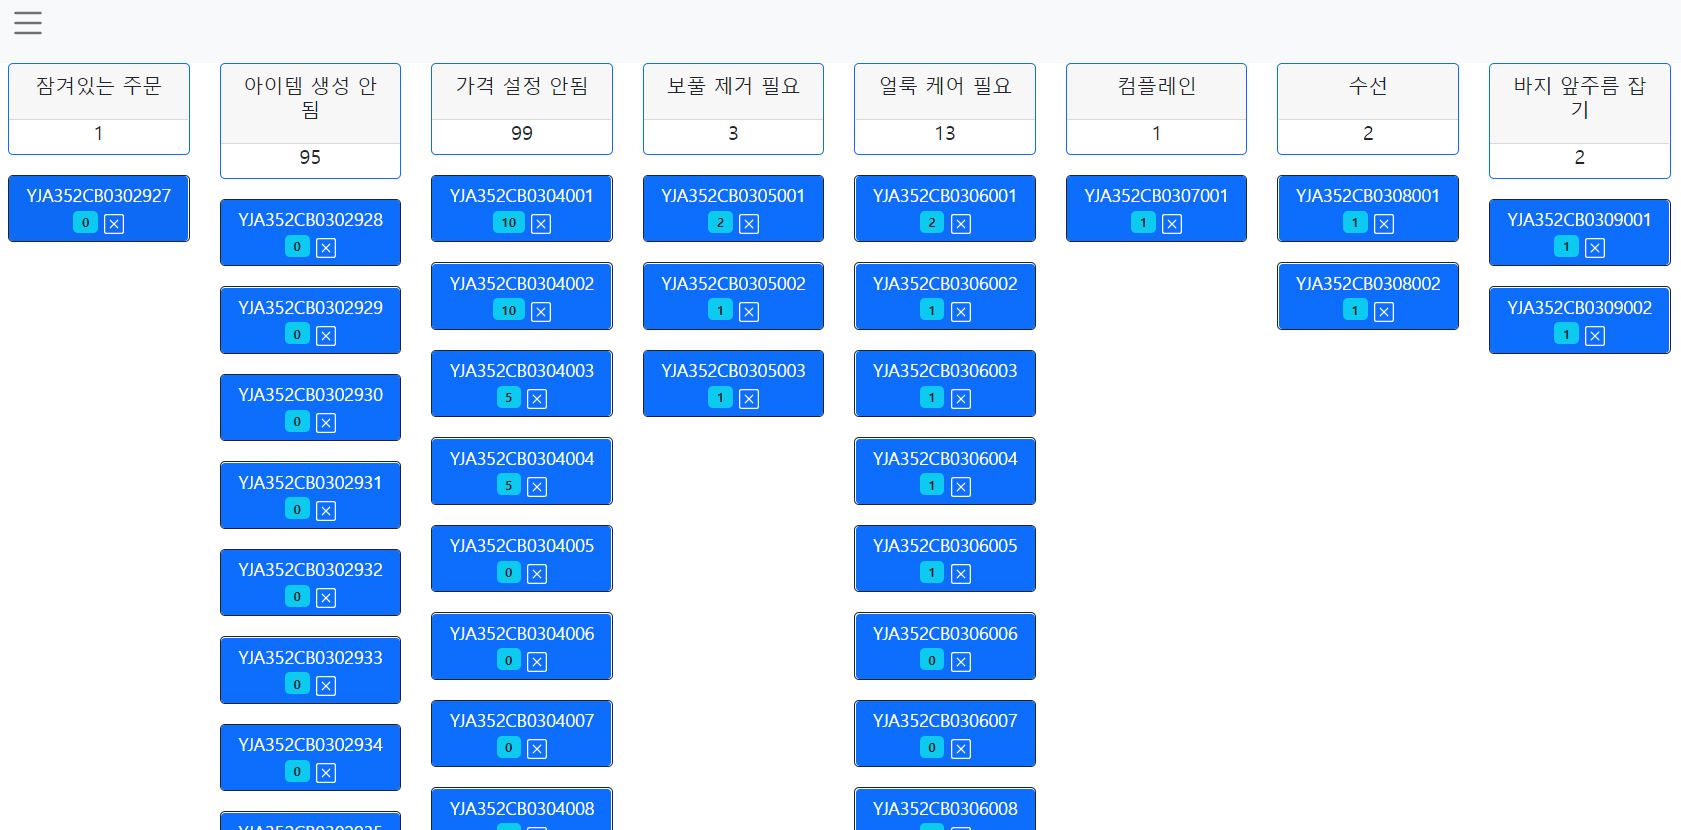 잠겨있는 주문
1
YJA352CB0302927
0
아이템 생성 안
됨
95
YJA352CB0302928
0
YJA352CB0302929
0
YJA352CB0302930
0
YJA352CB0302931
0
YJA352CB0302932
0
YJA352CB0302933
0
YJA352CB0302934
0
YJA352CB0302935
가격 설정 안됨
99
YJA352CB0304001
10
YJA352CB0304002
10
YJA352CB0304003
5
YJA352CB0304004
5
YJA352CB0304005
0
YJA352CB0304006
0
YJA352CB0304007
0
YJA352CB0304008
보풀 제거 필요
3
YJA352CB0305001
2
YJA352CB0305002
1
YJA352CB0305003
1
얼룩 케어 필요
13
YJA352CB0306001
2
YJA352CB0306002
1
YJA352CB0306003
1
YJA352CB0306004
1
YJA352CB0306005
1
YJA352CB0306006
0
YJA352CB0306007
0
YJA352CB0306008
컴플레인
1
YJA352CB0307001
1
수선
2
YJA352CB0308001
1
YJA352CB0308002
1
바지 앞주름 잡
기
2
YJA352CB0309001
1
YJA352CB0309002
1